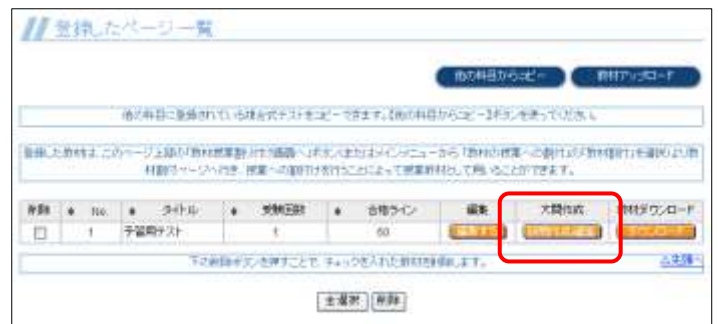 登録したページ一覧
他の科目からコピー 教材アップロード
他の科目に登録されている複合式テストをコピーできます。【他の科目からコピー】ボタンを使ってください。
登録した教材は、このページ上部の「教材授業割り付け画面へ」ボタン、またはメインメニューから「教材の授業への割付け」の「教材割付」を選択より教
材割付ページへ行き、授業への割付けを行うことによって授業教材として用いることができます。
削除 No. タイトル 受験回数 合格ライン 編集 大問作成 教材ダウンロード
1 予習用テスト 1 60
下の削除ボタンを押すことで、チェックを入れた教材を削除します。 △先頭へ
全選択 削除